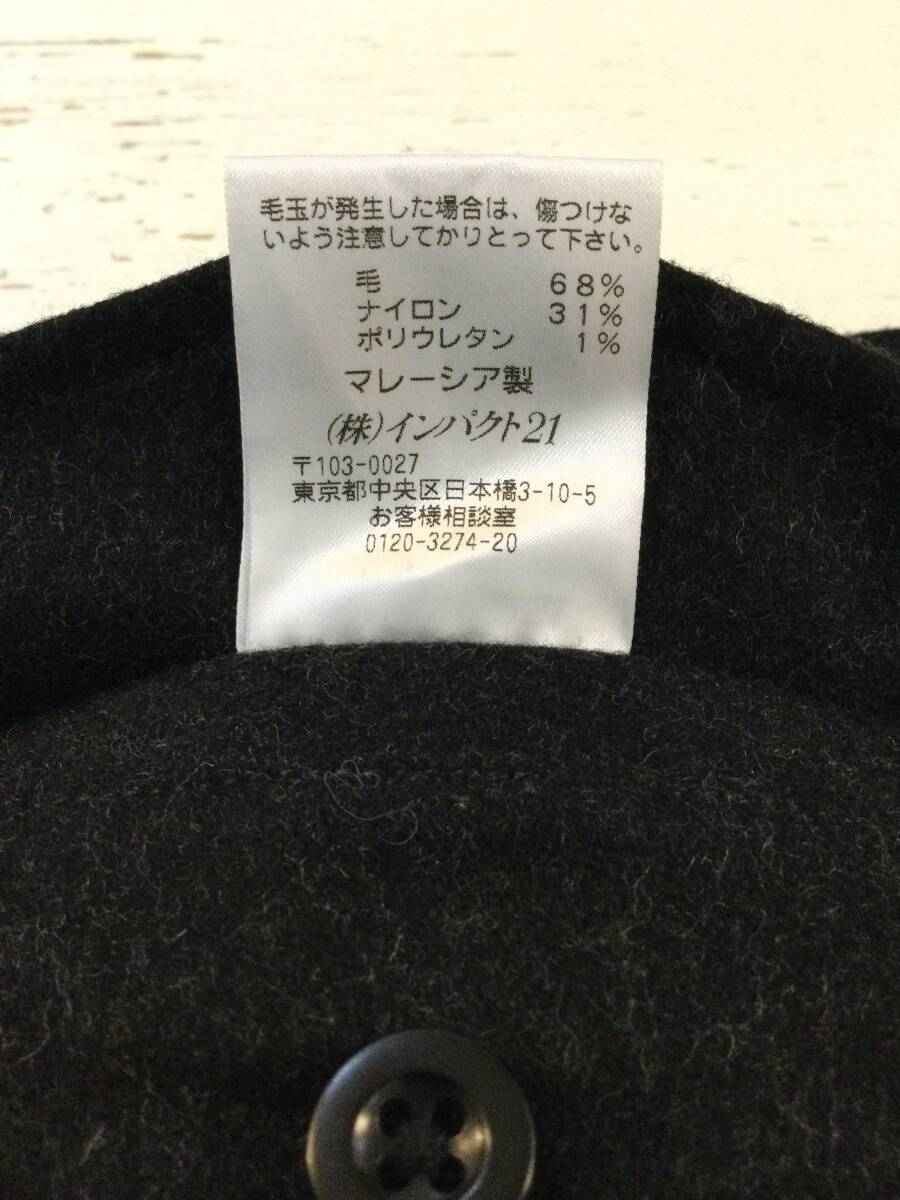 毛玉が発生した場合は、傷つけな
いよう注意してかりとって下さい。
毛 68%
ナイロン 31%
ポリウレタン 1%
マレーシア製
(株)インパクト21
〒103-0027
東京都中央区日本橋3-10-5
お客様相談室
0120-3274-20